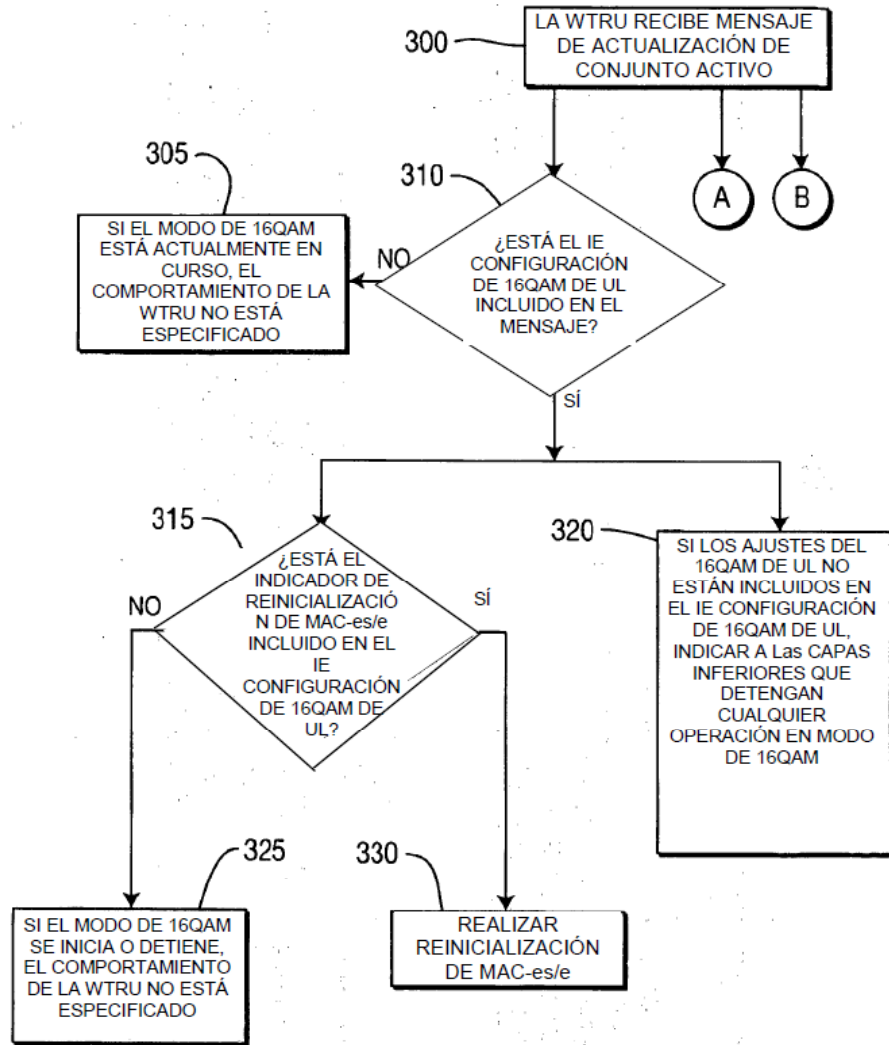 300
LA WTRU RECIBE MENSAJE
DE ACTUALIZACIÓN DE
CONJUNTO ACTIVO
A
B
305
SI EL MODO DE 16QAM
ESTÁ ACTUALMENTE EN
CURSO, EL
COMPORTAMIENTO DE LA
WTRU NO ESTÁ
ESPECIFICADO
310
NO
¿ESTÁ EL IE
CONFIGURACIÓN
DE 16QAM DE UL
INCLUIDO EN EL
MENSAJE?
SÍ
315
NO
¿ESTÁ EL
INDICADOR DE
REINICIALIZACIÓ
N DE MAC-es/e
INCLUIDO EN EL
IE
CONFIGURACIÓN
DE 16QAM DE
UL?
SÍ
320
SI LOS AJUSTES DEL
16QAM DE UL NO
ESTÁN INCLUIDOS EN
EL IE CONFIGURACIÓN
DE 16QAM DE UL,
INDICAR A Las CAPAS
INFERIORES QUE
DETENGAN
CUALQUIER
OPERACIÓN EN MODO
DE 16QAM
325
SI EL MODO DE 16QAM
SE INICIA O DETIENE,
EL COMPORTAMIENTO
DE LA WTRU NO ESTÁ
ESPECIFICADO
330
REALIZAR
REINICIALIZACIÓN
DE MAC-es/e